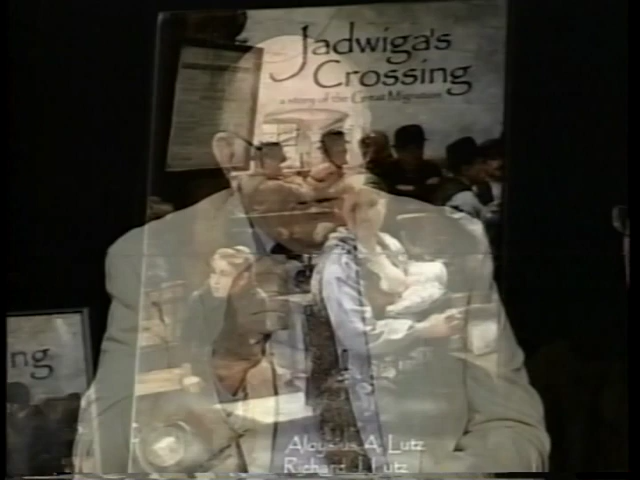 Jadwiga's
Crossing
a story of the Great Migration
ng
Aloysius A. Lutz
Richard J. Lutz